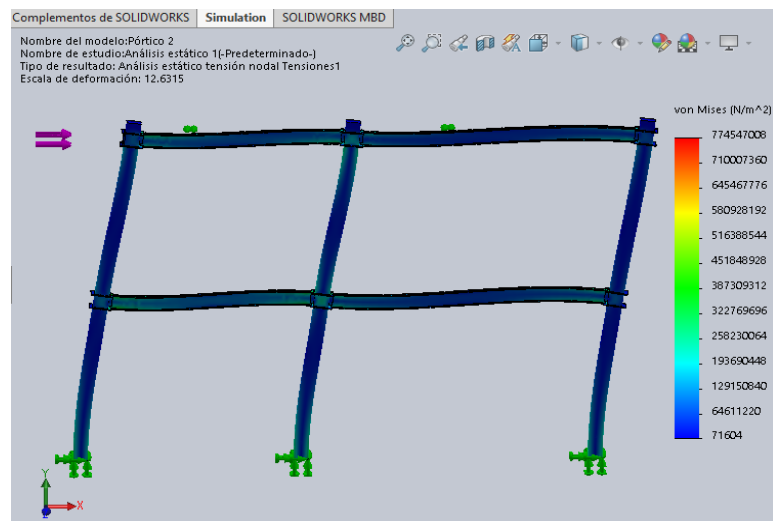 Complementos de SOLIDWORKS Simulation SOLIDWORKS MBD
Nombre del modelo:Pórtico 2
Nombre de estudio:Análisis estático 1(-Predeterminado-)
Tipo de resultado: Análisis estático tensión nodal Tensiones1
Escala de deformación: 12.6315
von Mises (N/m^2)
774547008
710007360
645467776
580928192
516388544
451848928
387309312
322769696
258230064
193690448
129150840
64611220
71604
Y
X